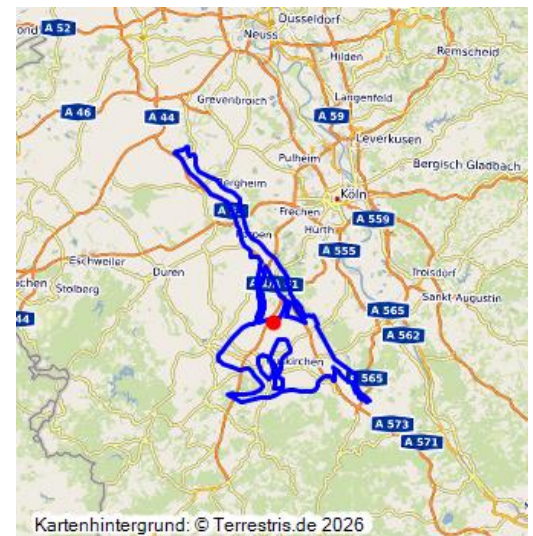 Düsseldorf
A 52
Neuss
Remscheid
Hilden
Grevenbroich
Langenfeld
A 46
A 44
A 59
Leverkusen
Pulheim
Bergisch Gladbach
Bergheim
Köln
Frechen
A 559
Hürth
A 555
Eschweiler
Düren
Troisdorf
Stolberg
Sankt Augustin
A 565
44
A 562
565
A 573
A 571
Kartenhintergrund: © Terrestris.de 2026